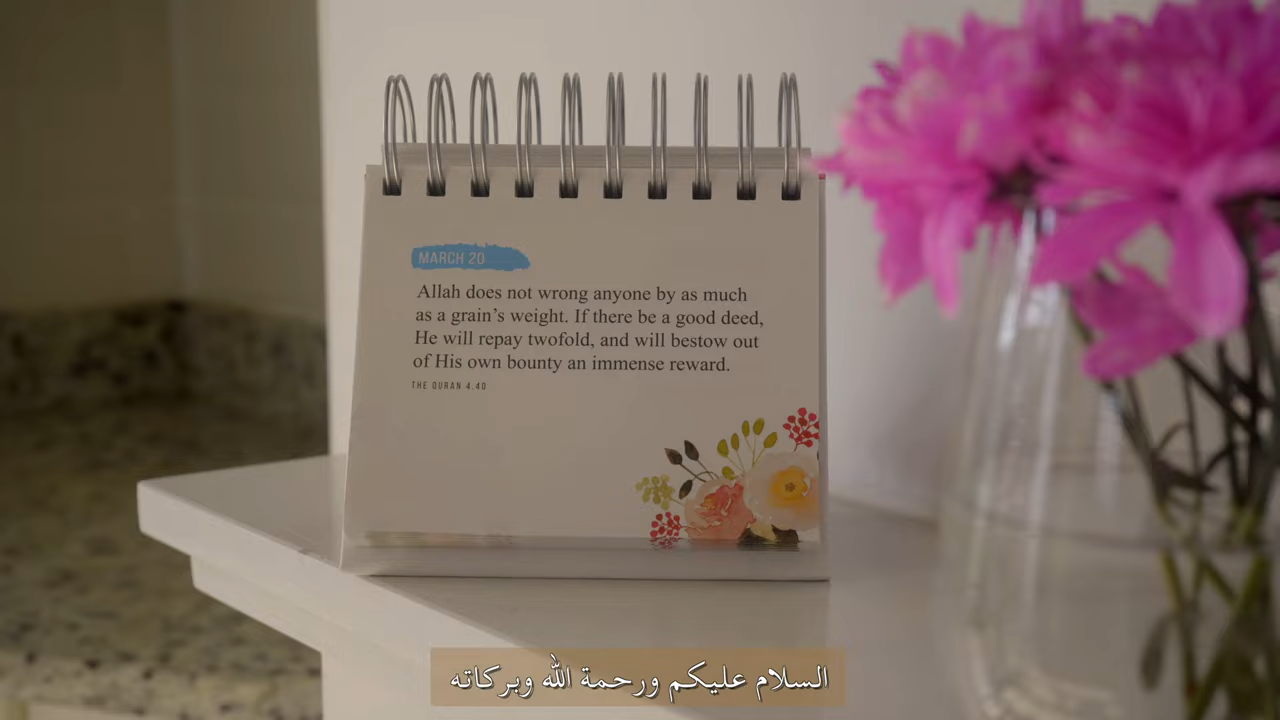 MARCH 20
Allah does not wrong anyone by as much
as a grain's weight. If there be a good deed,
He will repay twofold, and will bestow out
of His own bounty an immense reward.
THE QURAN 4.40
السلام عليكم ورحمة الله وبركاته